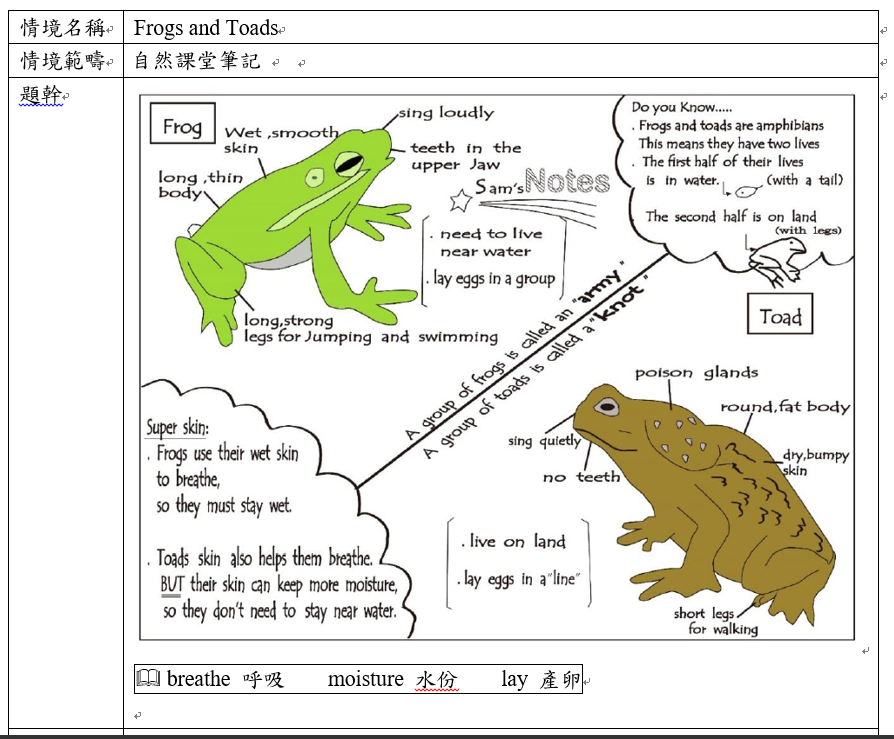 情境名稱 Frogs and Toads
情境範疇 自然課堂筆記
題幹
Frog
sing loudly
Wet ,smooth
skin
teeth in the
upper Jaw
long ,thin
body
Sam's Notes
. need to live
near water
. lay eggs in a group
long,strong
legs for Jumping and swimming
Do you Know.....
. Frogs and toads are amphibians
This means they have two lives
. The first half of their lives
is in water. (with a tail)
The second half is on land
(with legs)
A group of frogs is called an "army"
A group of toads is called a "knot"
Toad
poison glands
round,fat body
sing quietly
dry,bumpy
skin
no teeth
. live on land
. lay eggs in a"line"
short legs
for walking
Super skin:
. Frogs use their wet skin
to breathe,
so they must stay wet.
. Toads skin also helps them breathe.
BUT their skin can keep more moisture,
so they don't need to stay near water.
breathe 呼吸 moisture 水份 lay 產卵